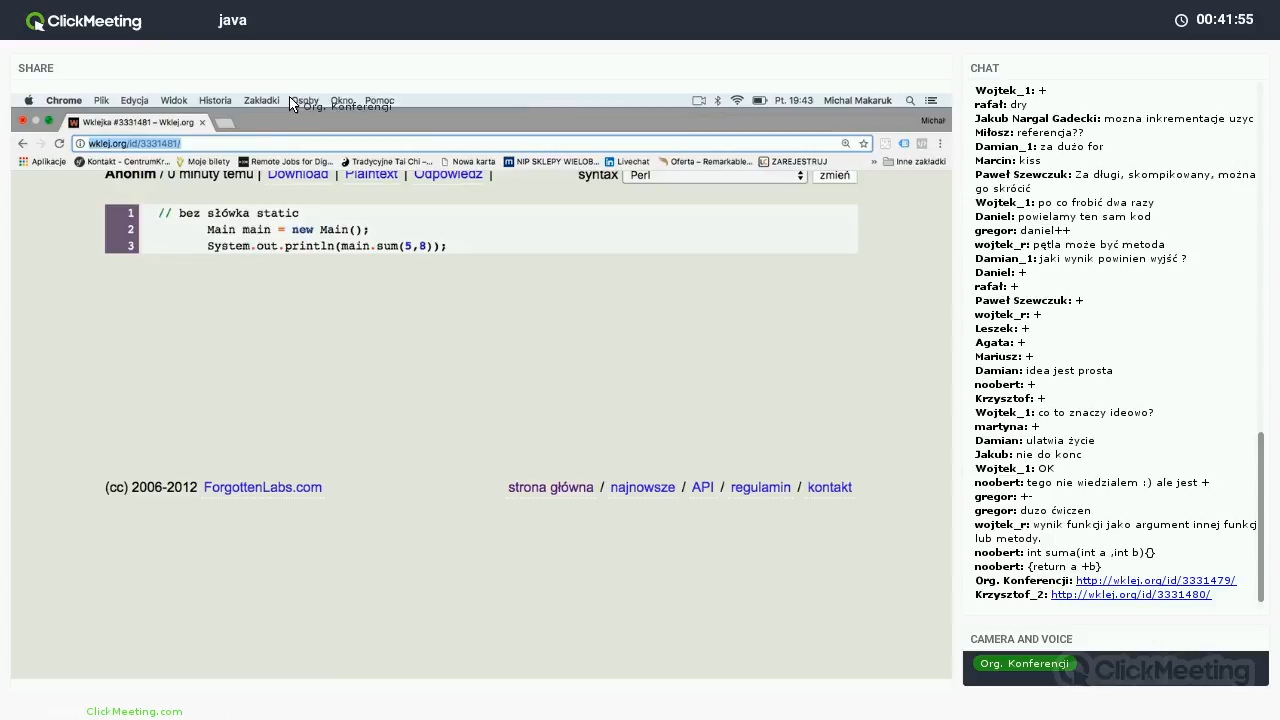 ClickMeeting
java
00:41:55
SHARE
Chrome Plik Edycja Widok Historia Zakładki Osoby Okno Pomoc
Org. Konferencji
Pt. 19:43 Michal Makaruk
Wklejka #3331481 – Wklej.org
Michał
wklej.org/id/3331481/
Aplikacje Kontakt - CentrumKr... Moje bilety Remote Jobs for Dig... Tradycyjne Tai Chi –... Nowa karta NIP SKLEPY WIELOB... Livechat Oferta – Remarkable... ZAREJESTRUJ » Inne zakładki
Anonim / 0 minuty temu | Download | Plaintext | Odpowiedz |
syntax Perl zmień
1 // bez słówka static
2 Main main = new Main();
3 System.out.println(main.sum(5,8));
(cc) 2006-2012 ForgottenLabs.com
strona główna / najnowsze / API / regulamin / kontakt
CHAT
Wojtek_1: +
rafał: dry
Jakub Nargal Gadecki: mozna inkrementacje uzyc
Miłosz: referencja??
Damian_1: za dużo for
Marcin: kiss
Paweł Szewczuk: Za długi, skompikowany, można
go skrócić
Wojtek_1: po co frobić dwa razy
Daniel: powielamy ten sam kod
gregor: daniel++
wojtek_r: pętla może być metoda
Damian_1: jaki wynik powinien wyjść ?
Daniel: +
rafał: +
Paweł Szewczuk: +
wojtek_r: +
Leszek: +
Agata: +
Mariusz: +
Damian: idea jest prosta
noobert: +
Krzysztof: +
Wojtek_1: co to znaczy ideowo?
martyna: +
Damian: ulatwia życie
Jakub: nie do konc
Wojtek_1: OK
noobert: tego nie wiedzialem :) ale jest +
gregor: +-
gregor: duzo ćwiczen
wojtek_r: wynik funkcji jako argument innej funkcj
lub metody.
noobert: int suma(int a ,int b){}
noobert: {return a +b}
Org. Konferencji: http://wklej.org/id/3331479/
Krzysztof_2: http://wklej.org/id/3331480/
CAMERA AND VOICE
Org. Konferencji
ClickMeeting
ClickMeeting.com